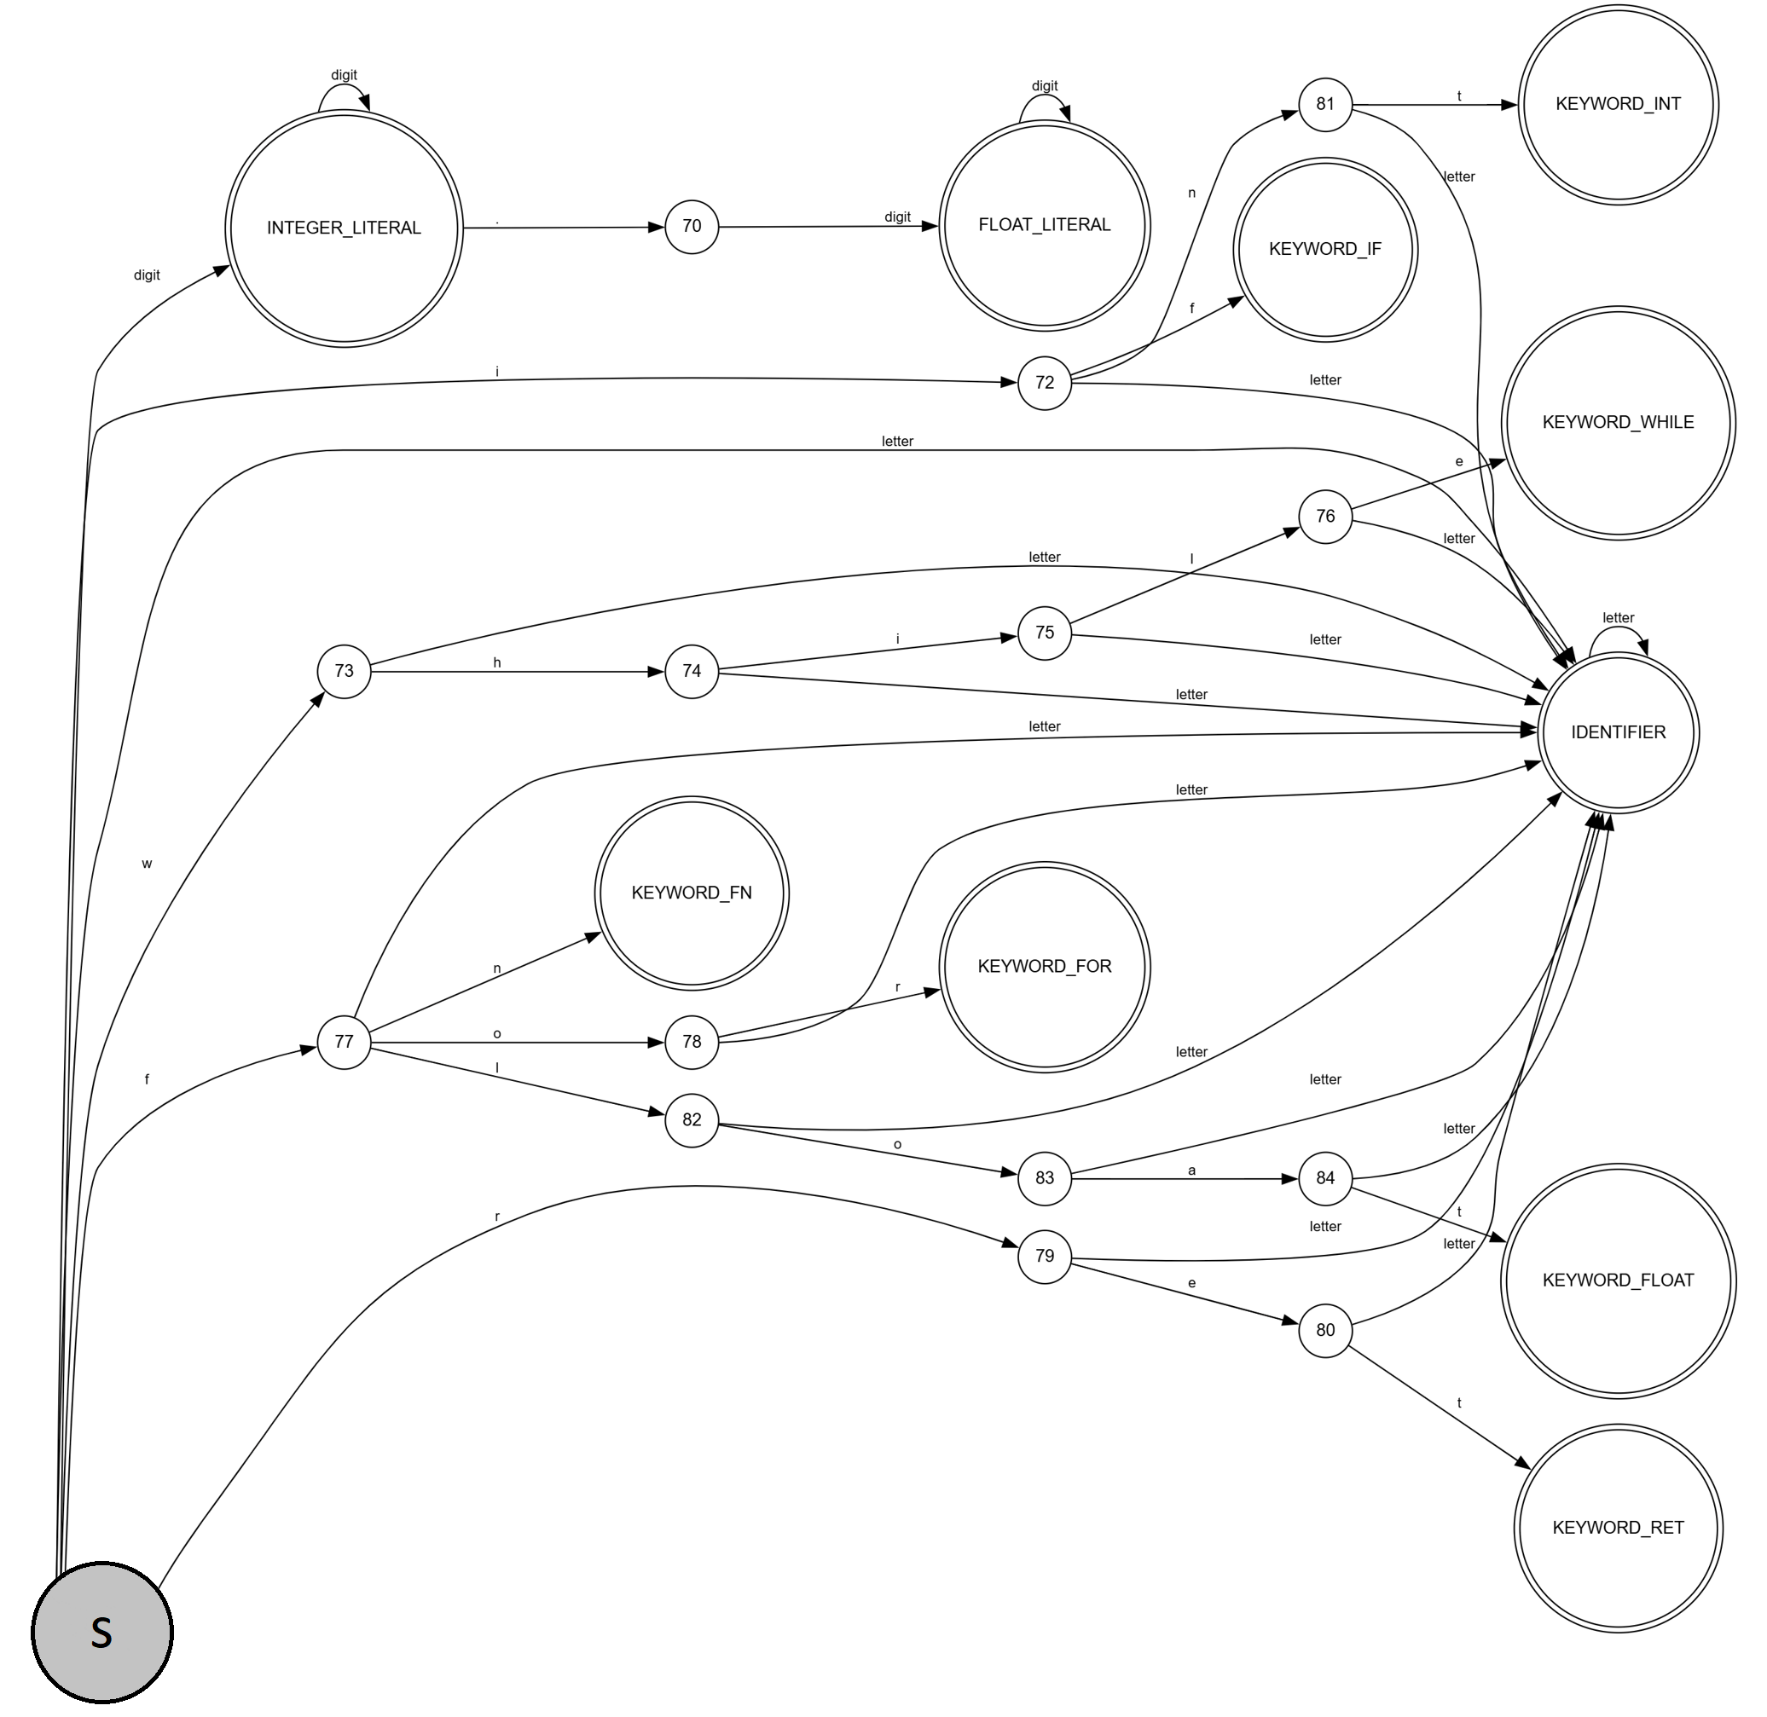 digit
digit
81
t
KEYWORD_INT
letter
n
KEYWORD_IF
INTEGER_LITERAL
.
70
digit
FLOAT_LITERAL
digit
f
i
72
letter
KEYWORD_WHILE
letter
e
76
letter
letter
l
letter
75
letter
i
73
h
74
letter
letter
IDENTIFIER
letter
w
KEYWORD_FN
n
KEYWORD_FOR
r
77
o
78
letter
f
l
letter
82
letter
o
83
a
84
t
r
letter
letter
79
e
KEYWORD_FLOAT
80
t
KEYWORD_RET
S